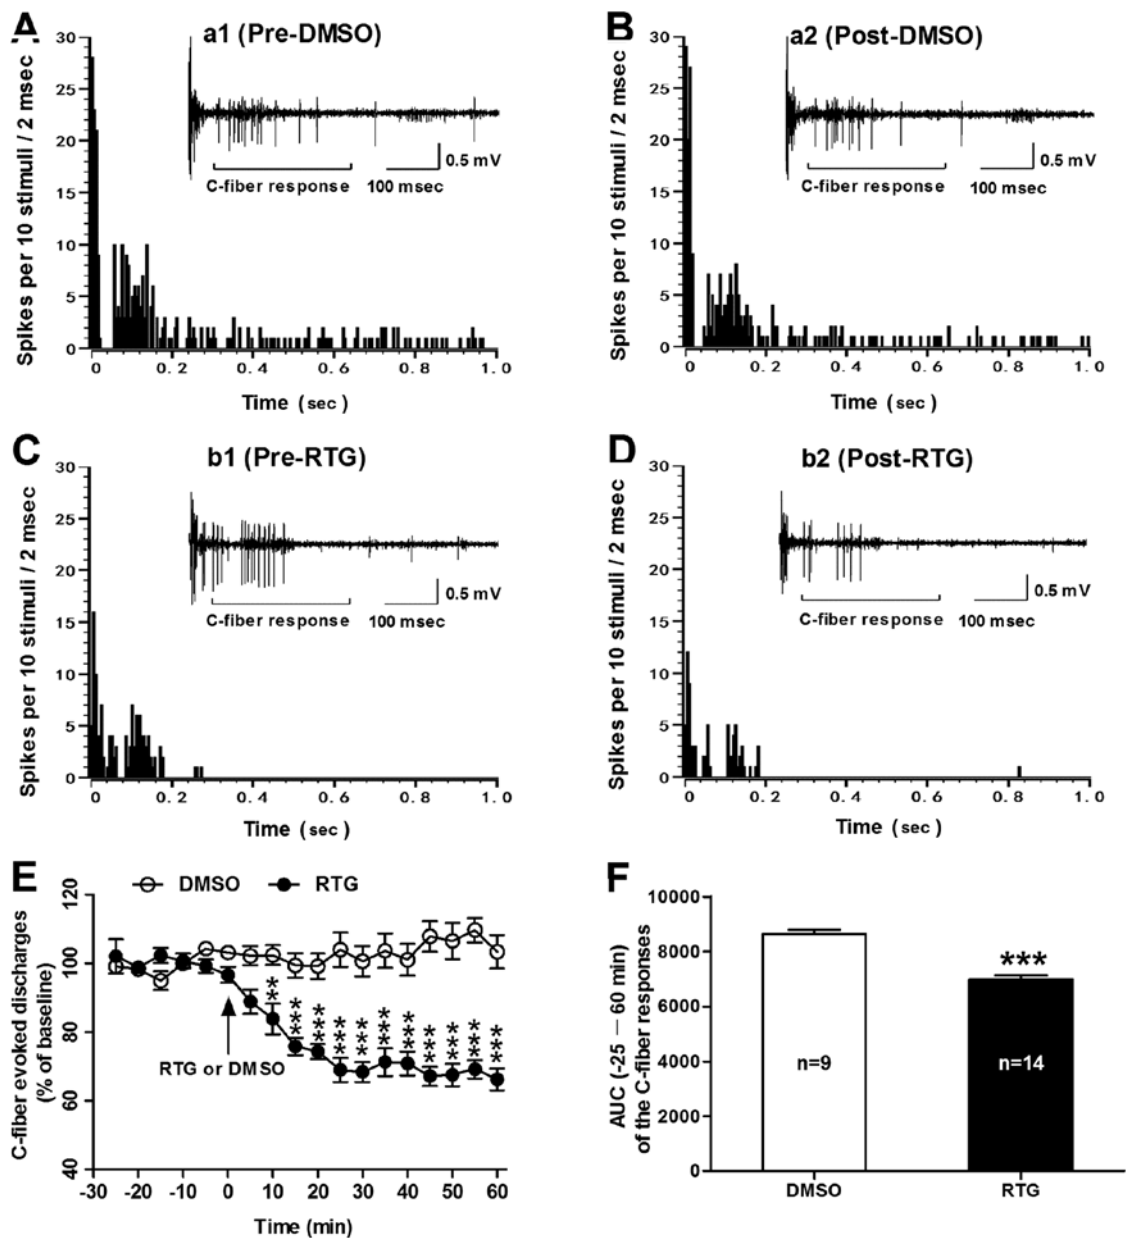 A
a1 (Pre-DMSO)
Spikes per 10 stimuli / 2 msec
30
25
20
15
10
5
0
0.5 mV
C-fiber response
100 msec
0 0.2 0.4 0.6 0.8 1.0
Time (sec)
B
a2 (Post-DMSO)
Spikes per 10 stimuli / 2 msec
30
25
20
15
10
5
0
0.5 mV
C-fiber response
100 msec
0 0.2 0.4 0.6 0.8 1.0
Time (sec)
C
b1 (Pre-RTG)
Spikes per 10 stimuli / 2 msec
30
25
20
15
10
5
0
0.5 mV
C-fiber response
100 msec
0 0.2 0.4 0.6 0.8 1.0
Time (sec)
D
b2 (Post-RTG)
Spikes per 10 stimuli / 2 msec
30
25
20
15
10
5
0
0.5 mV
C-fiber response
100 msec
0 0.2 0.4 0.6 0.8 1.0
Time (sec)
E
DMSO RTG
C-fiber evoked discharges
(% of baseline)
120
100
80
60
40
** *** *** *** *** *** *** *** *** *** ***
RTG or DMSO
-30 -20 -10 0 10 20 30 40 50 60
Time (min)
F
AUC (-25 – 60 min)
of the C-fiber responses
10000
8000
6000
4000
2000
0
***
n=9
n=14
DMSO RTG